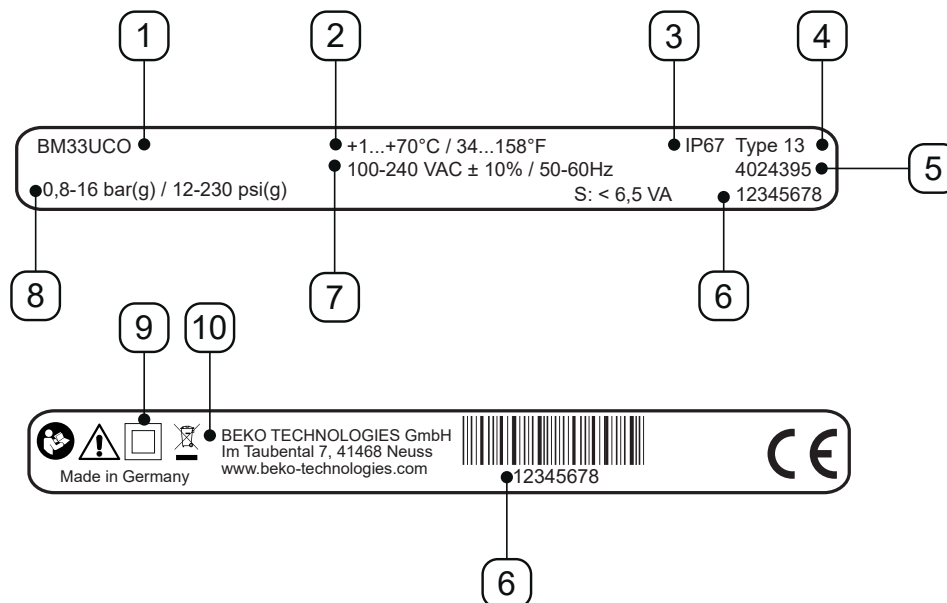 1
2
3
4
BM33UCO
+1...+70°C / 34...158°F
IP67 Type 13
100-240 VAC ± 10% / 50-60Hz
4024395
5
0,8-16 bar(g) / 12-230 psi(g)
S: < 6,5 VA
12345678
8
7
6
9
10
BEKO TECHNOLOGIES GmbH
Im Taubental 7, 41468 Neuss
www.beko-technologies.com
Made in Germany
12345678
CE
6